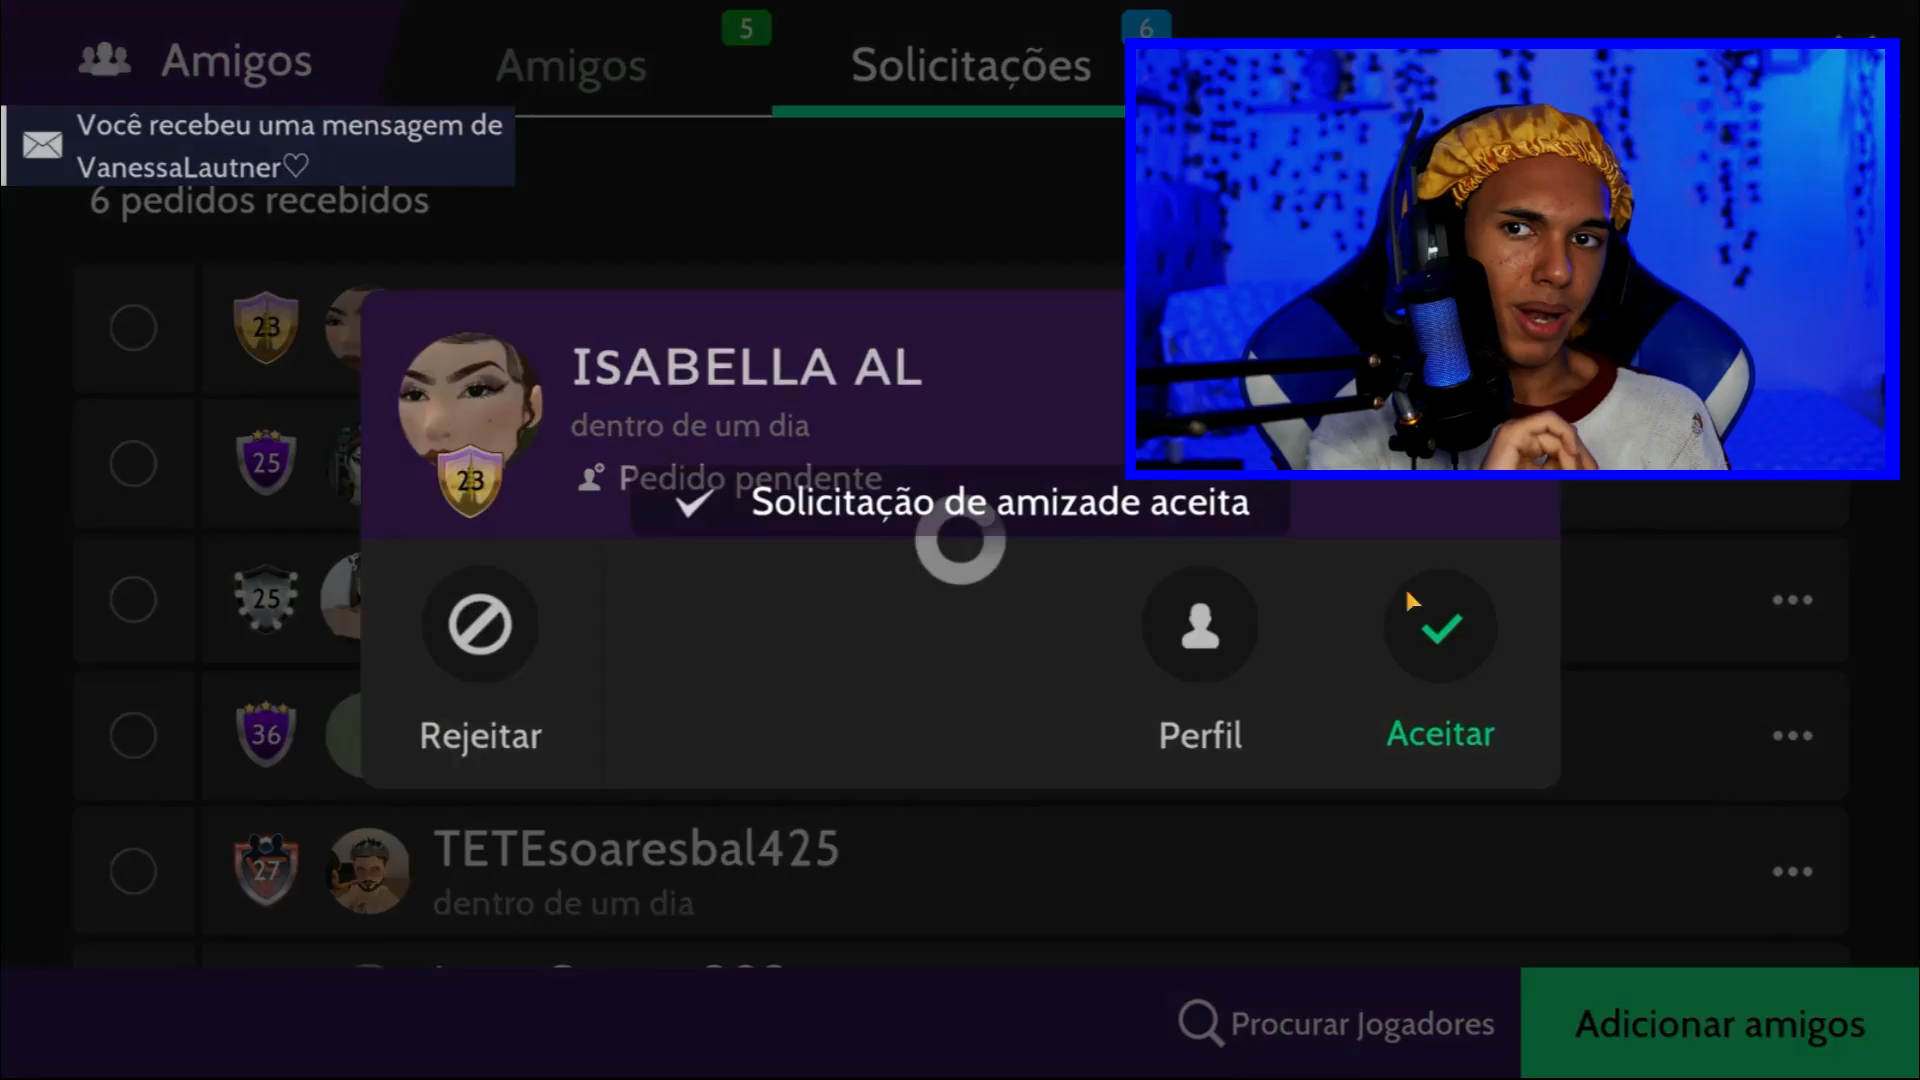 Amigos
Amigos
5
Solicitações
6
Você recebeu uma mensagem de
VanessaLautner♡
6 pedidos recebidos
23
ISABELLA AL
dentro de um dia
Pedido pendente
23
Solicitação de amizade aceita
25
25
36
Rejeitar
Perfil
Aceitar
27
TETEsoaresbal425
dentro de um dia
Procurar Jogadores
Adicionar amigos